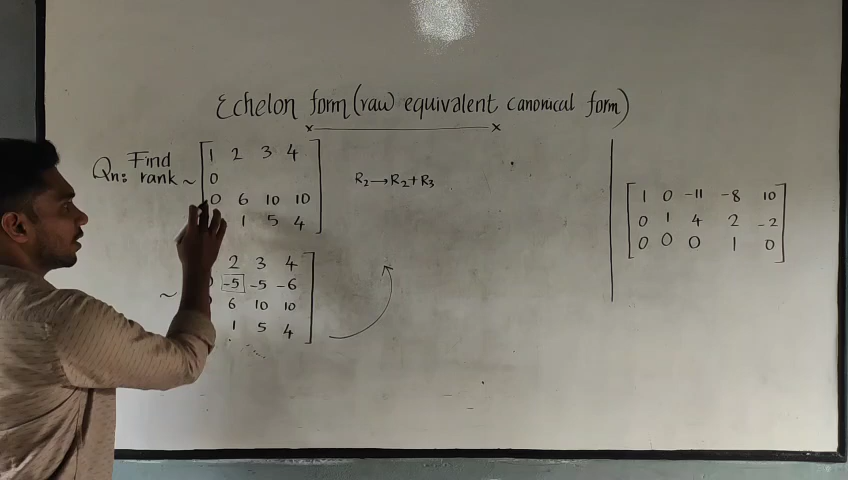 Echelon form (raw equivalent canonical form)
Qn: Find rank ~
1 2 3 4
0
0 6 10 10
1 5 4
R₂→R₂+R₃
~
2 3 4
-5 -5 -6
6 10 10
1 5 4
1 0 -11 -8 10
0 1 4 2 -2
0 0 0 1 0